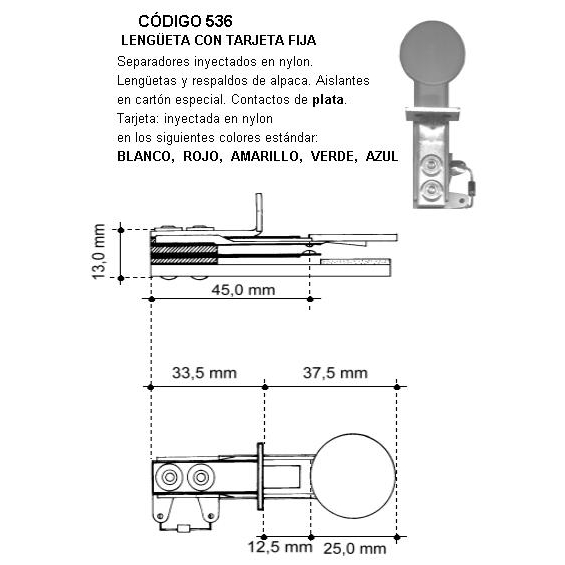 CÓDIGO 536
LENGÜETA CON TARJETA FIJA
Separadores inyectados en nylon.
Lengüetas y respaldos de alpaca. Aislantes
en cartón especial. Contactos de plata.
Tarjeta: inyectada en nylon
en los siguientes colores estándar:
BLANCO, ROJO, AMARILLO, VERDE, AZUL
13,0 mm
45,0 mm
33,5 mm 37,5 mm
12,5 mm 25,0 mm